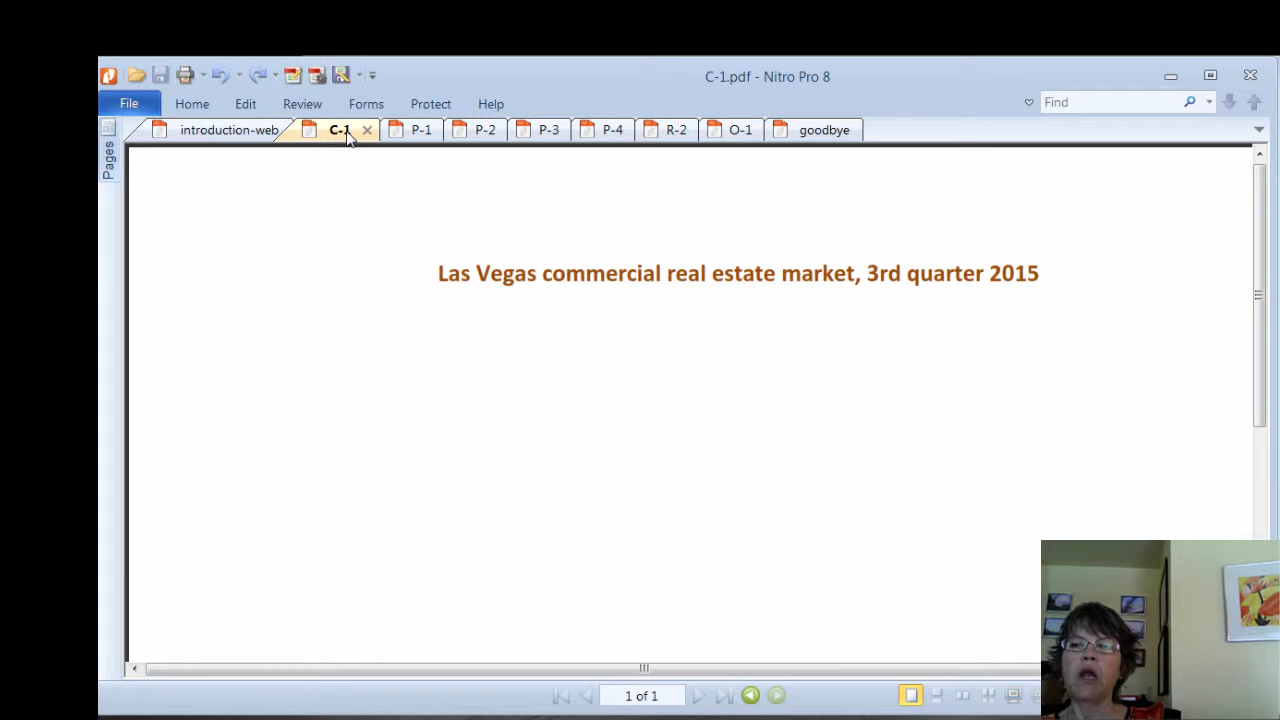 C-1.pdf - Nitro Pro 8
File Home Edit Review Forms Protect Help Find
introduction-web C-1 P-1 P-2 P-3 P-4 R-2 O-1 goodbye
Pages
Las Vegas commercial real estate market, 3rd quarter 2015
1 of 1